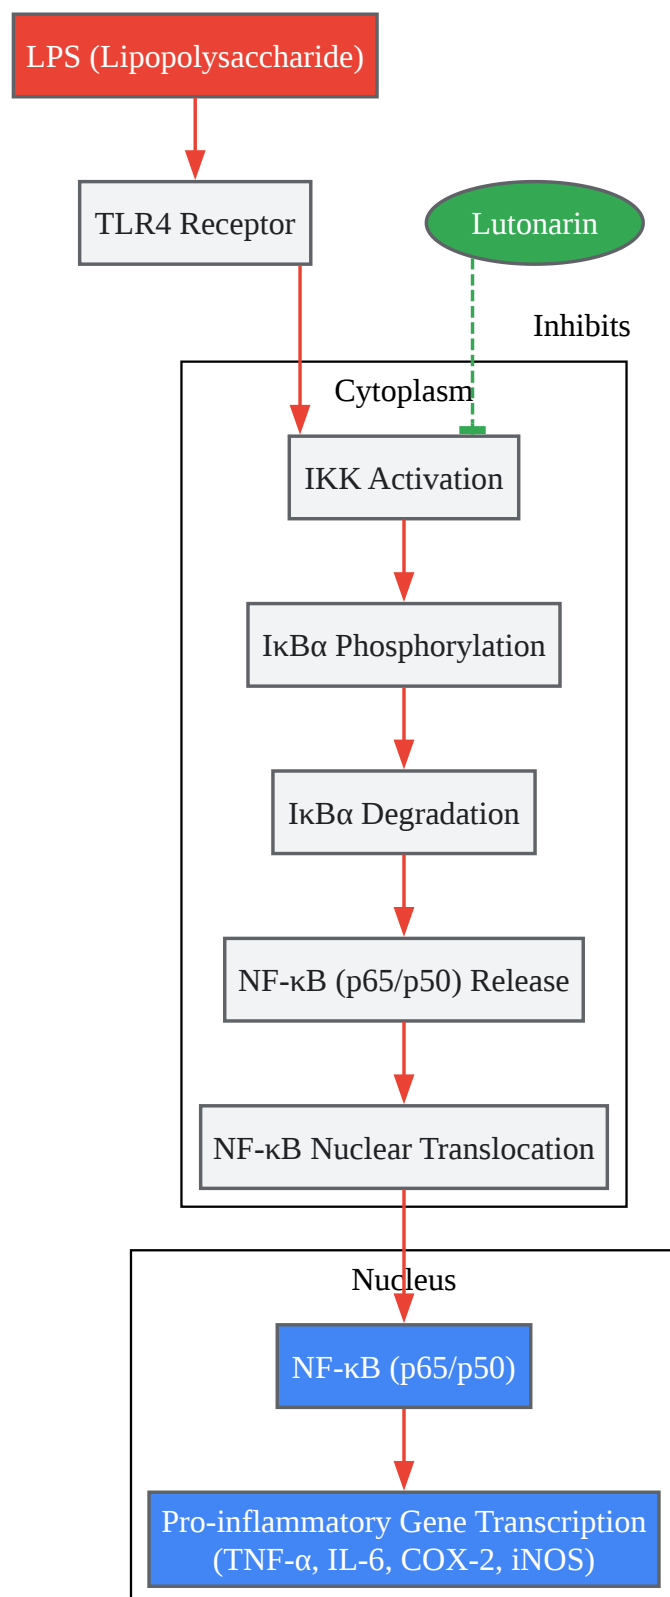 LPS (Lipopolysaccharide)
TLR4 Receptor
Lutonarin
Inhibits
Cytoplasm
IKK Activation
IκBα Phosphorylation
IκBα Degradation
NF-κB (p65/p50) Release
NF-κB Nuclear Translocation
Nucleus
NF-κB (p65/p50)
Pro-inflammatory Gene Transcription
(TNF-α, IL-6, COX-2, iNOS)